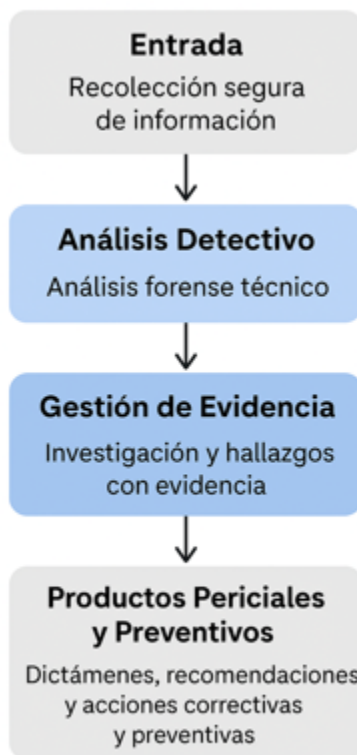 Entrada
Recolección segura
de información
Análisis Detectivo
Análisis forense técnico
Gestión de Evidencia
Investigación y hallazgos
con evidencia
Productos Periciales
y Preventivos
Dictámenes, recomendaciones
y acciones correctivas
y preventivas